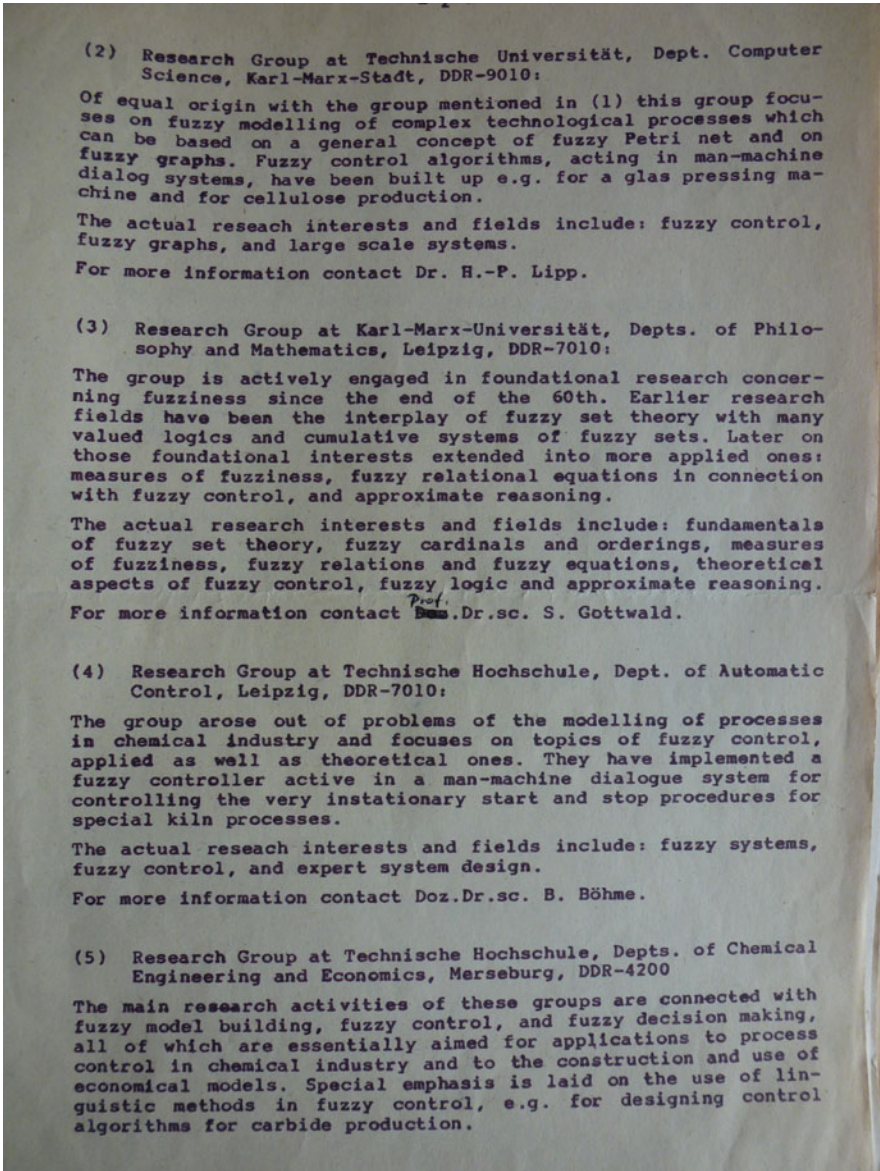 (2) Research Group at Technische Universität, Dept. Computer
Science, Karl-Marx-Stadt, DDR-9010:
Of equal origin with the group mentioned in (1) this group focu-
ses on fuzzy modelling of complex technological processes which
can be based on a general concept of fuzzy Petri net and on
fuzzy graphs. Fuzzy control algorithms, acting in man-machine
dialog systems, have been built up e.g. for a glas pressing ma-
chine and for cellulose production.
The actual reseach interests and fields include: fuzzy control,
fuzzy graphs, and large scale systems.
For more information contact Dr. H.-P. Lipp.
(3) Research Group at Karl-Marx-Universität, Depts. of Philo-
sophy and Mathematics, Leipzig, DDR-7010:
The group is actively engaged in foundational research concer-
ning fuzziness since the end of the 60th. Earlier research
fields have been the interplay of fuzzy set theory with many
valued logics and cumulative systems of fuzzy sets. Later on
those foundational interests extended into more applied ones:
measures of fuzziness, fuzzy relational equations in connection
with fuzzy control, and approximate reasoning.
The actual research interests and fields include: fundamentals
of fuzzy set theory, fuzzy cardinals and orderings, measures
of fuzziness, fuzzy relations and fuzzy equations, theoretical
aspects of fuzzy control, fuzzy logic and approximate reasoning.
Prof.
For more information contact .Dr.sc. S. Gottwald.
(4) Research Group at Technische Hochschule, Dept. of Automatic
Control, Leipzig, DDR-7010:
The group arose out of problems of the modelling of processes
in chemical industry and focuses on topics of fuzzy control,
applied as well as theoretical ones. They have implemented a
fuzzy controller active in a man-machine dialogue system for
controlling the very instationary start and stop procedures for
special kiln processes.
The actual reseach interests and fields include: fuzzy systems,
fuzzy control, and expert system design.
For more information contact Doz.Dr.sc. B. Böhme.
(5) Research Group at Technische Hochschule, Depts. of Chemical
Engineering and Economics, Merseburg, DDR-4200
The main research activities of these groups are connected with
fuzzy model building, fuzzy control, and fuzzy decision making,
all of which are essentially aimed for applications to process
control in chemical industry and to the construction and use of
economical models. Special emphasis is laid on the use of lin-
guistic methods in fuzzy control, e.g. for designing control
algorithms for carbide production.